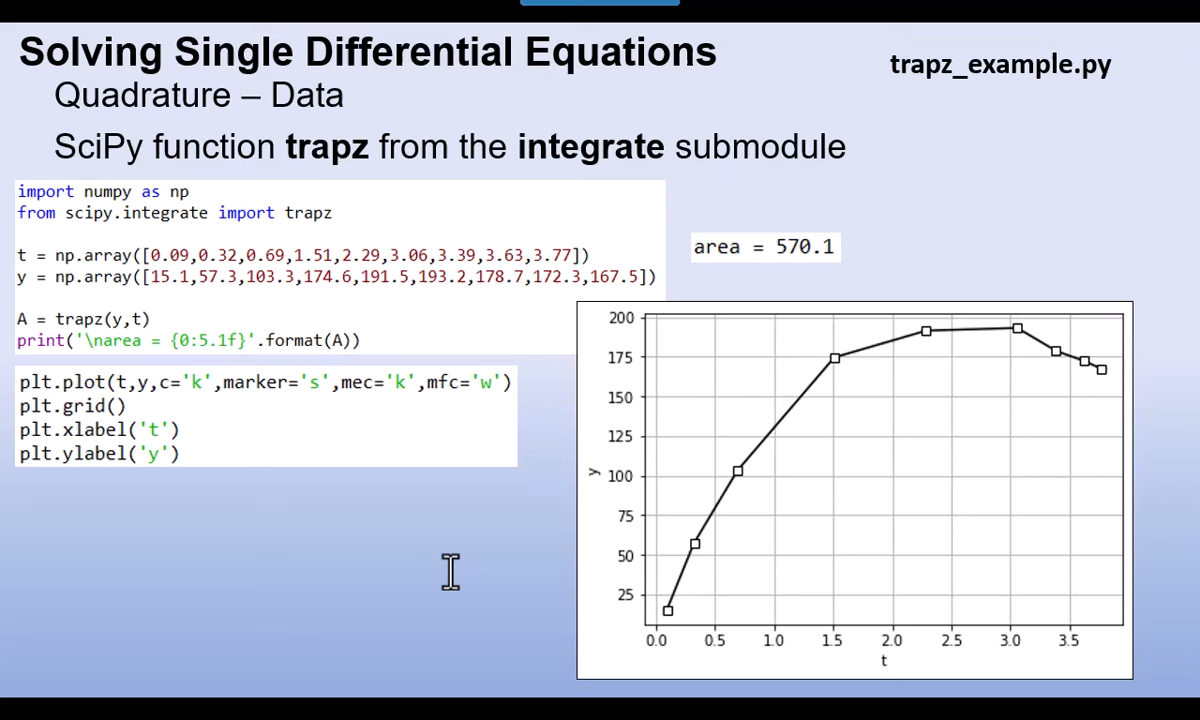 Solving Single Differential Equations
trapz_example.py
Quadrature – Data
SciPy function trapz from the integrate submodule
import numpy as np
from scipy.integrate import trapz
t = np.array([0.09,0.32,0.69,1.51,2.29,3.06,3.39,3.63,3.77])
y = np.array([15.1,57.3,103.3,174.6,191.5,193.2,178.7,172.3,167.5])
A = trapz(y,t)
print('\narea = {0:5.1f}'.format(A))
plt.plot(t,y,c='k',marker='s',mec='k',mfc='w')
plt.grid()
plt.xlabel('t')
plt.ylabel('y')
area = 570.1
200
175
150
125
100
75
50
25
y
0.0 0.5 1.0 1.5 2.0 2.5 3.0 3.5
t